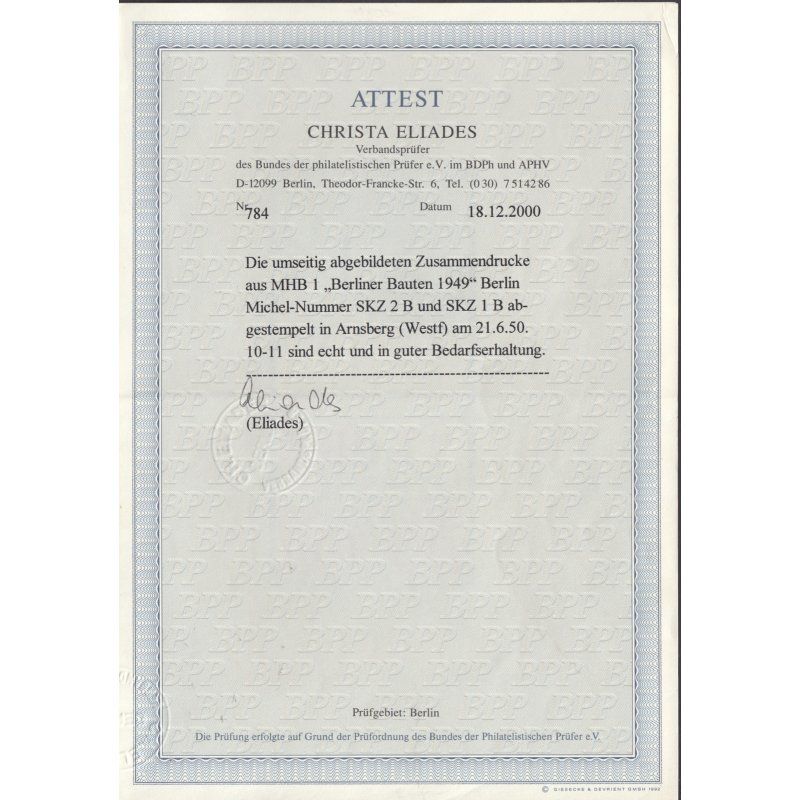 ATTEST
CHRISTA ELIADES
Verbandsprüfer
des Bundes der philatelistischen Prüfer e.V. im BDPh und APHV
D-12099 Berlin, Theodor-Francke-Str. 6, Tel. (030) 7514286
Nr. 784 Datum 18.12.2000
Die umseitig abgebildeten Zusammendrucke
aus MHB 1 „Berliner Bauten 1949“ Berlin
Michel-Nummer SKZ 2 B und SKZ 1 B ab-
gestempelt in Arnsberg (Westf) am 21.6.50.
10-11 sind echt und in guter Bedarfserhaltung.
(Eliades)
Prüfgebiet: Berlin
Die Prüfung erfolgte auf Grund der Prüfordnung des Bundes der Philatelistischen Prüfer e.V.
© GIESECKE & DEVRIENT GMBH 1992